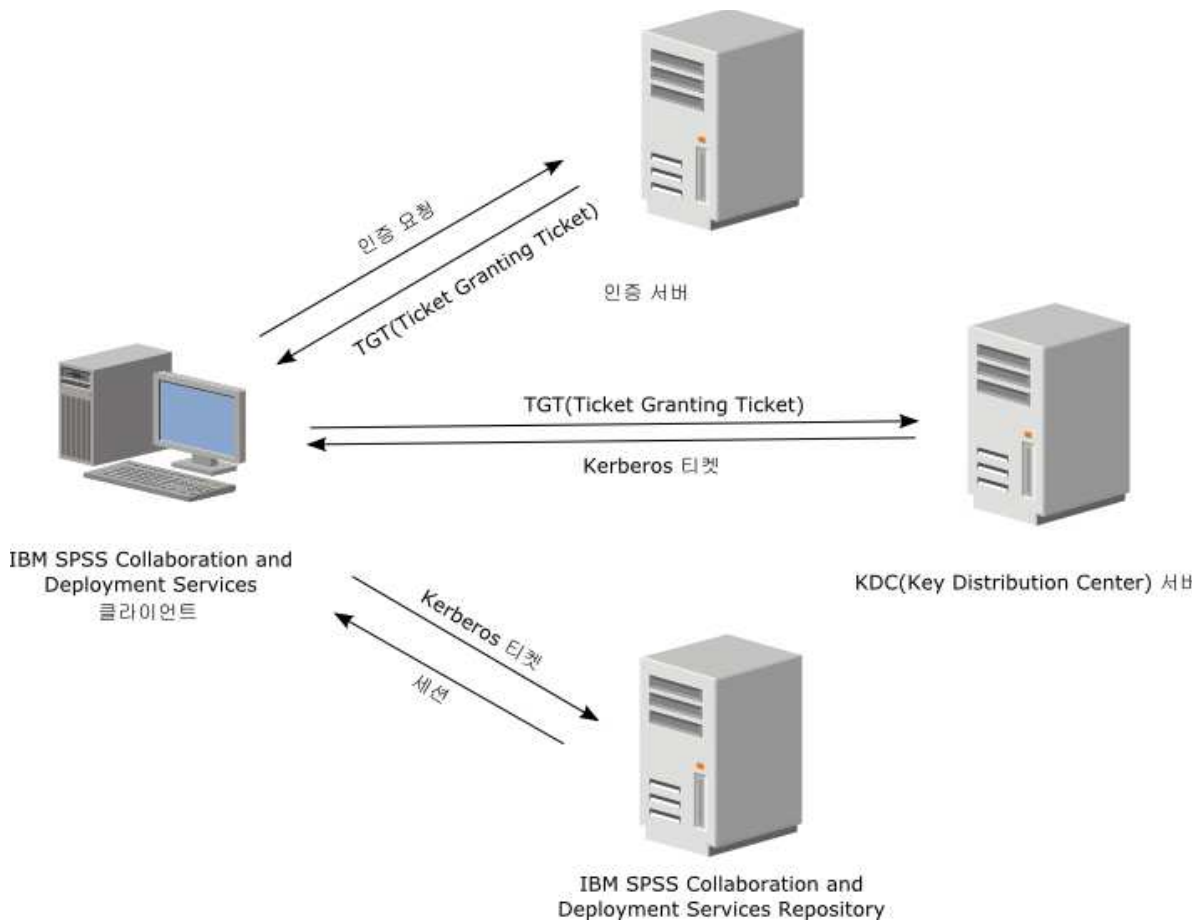 인증 요청
TGT(Ticket Granting Ticket)
인증 서버
TGT(Ticket Granting Ticket)
Kerberos 티켓
IBM SPSS Collaboration and
Deployment Services
클라이언트
KDC(Key Distribution Center) 서버
Kerberos 티켓
세션
IBM SPSS Collaboration and
Deployment Services Repository